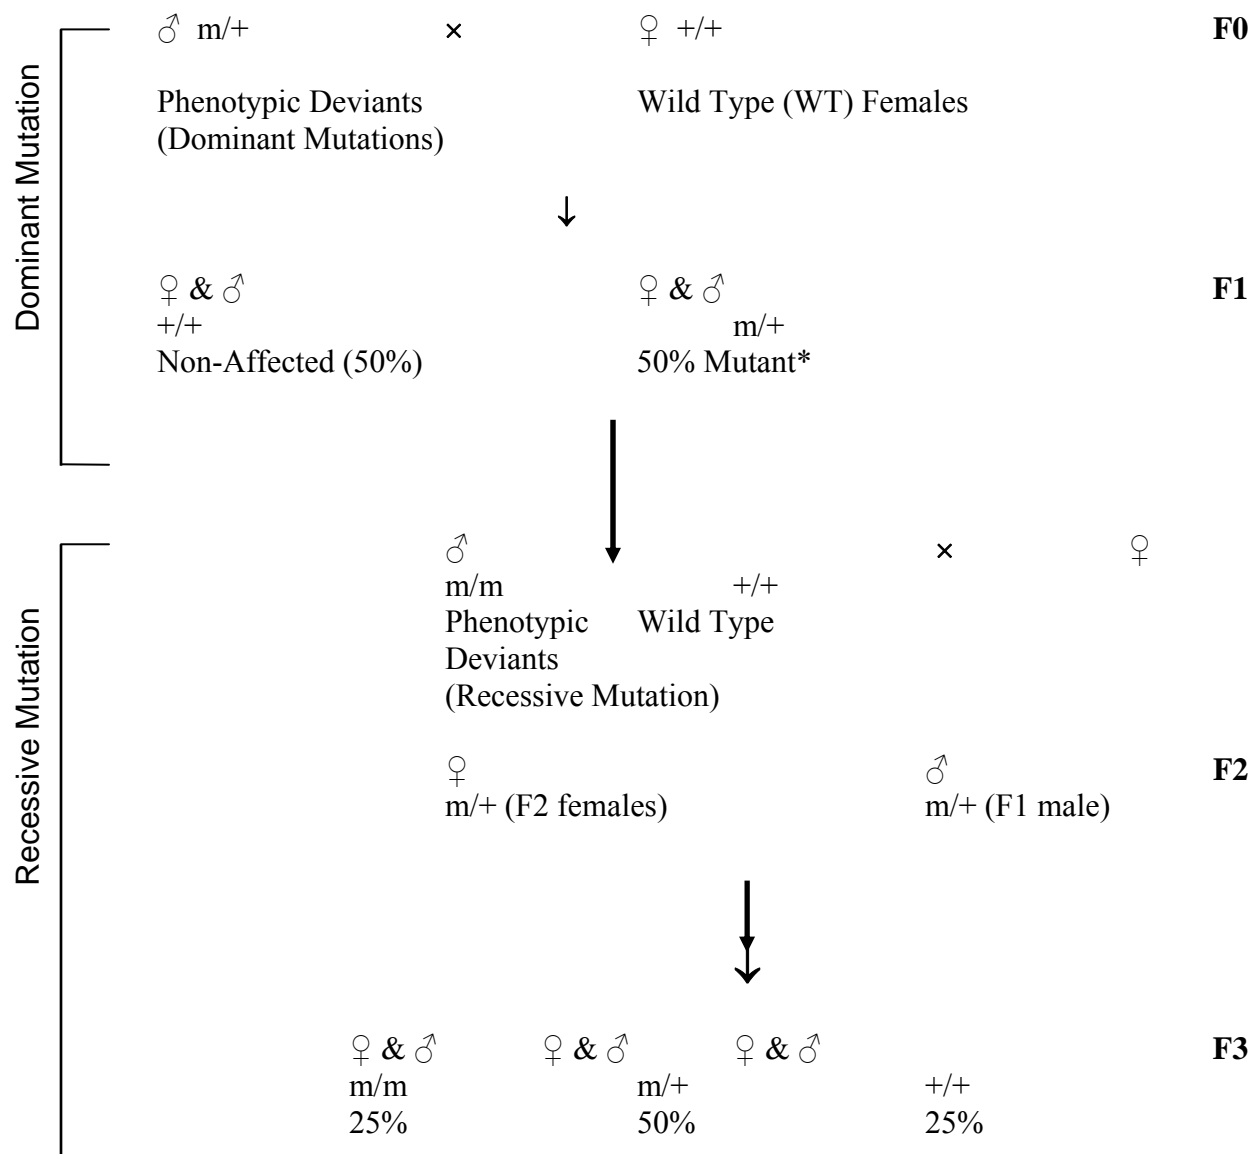 ♂ m/+ × ♀ +/+ F0
Phenotypic Deviants Wild Type (WT) Females
(Dominant Mutations)
↓
Dominant Mutation
♀ & ♂ ♀ & ♂ F1
+/+ m/+
Non-Affected (50%) 50% Mutant*
♂ × ♀
m/m +/+
Phenotypic Wild Type
Deviants
(Recessive Mutation)
Recessive Mutation
♀ ♂ F2
m/+ (F2 females) m/+ (F1 male)
↓
♀ & ♂ ♀ & ♂ ♀ & ♂ F3
m/m m/+ +/+
25% 50% 25%